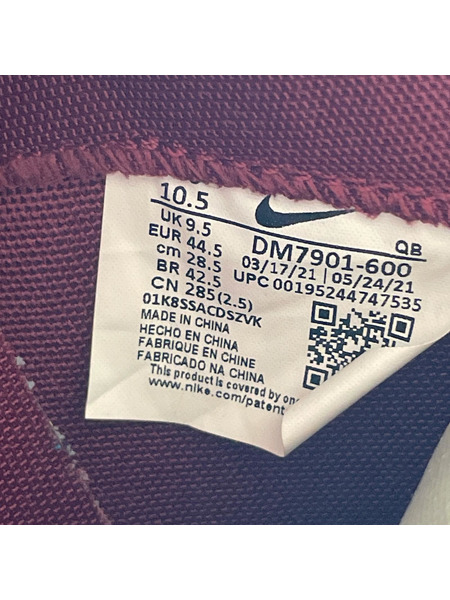 10.5
QB
UK 9.5
EUR 44.5
cm 28.5
BR 42.5
CN 285(2.5)
DM7901-600
03/17/21 | 05/24/21
UPC 00195244747535
01K8SSACDSZVK
MADE IN CHINA
HECHO EN CHINA
FABRIQUE EN CHINE
FABRICADO NA CHINA
This product is covered by one
www.nike.com/patent